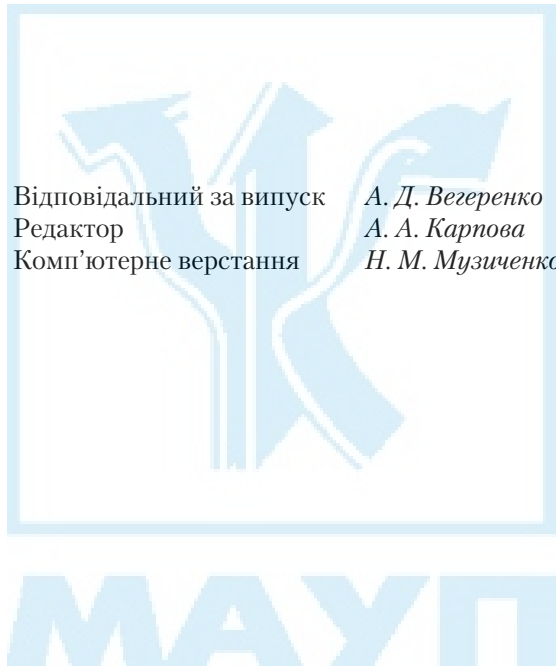 Відповідальний за випуск А. Д. Вегеренко
Редактор А. А. Карпова
Комп’ютерне верстання Н. М. Музиченко
МАУП